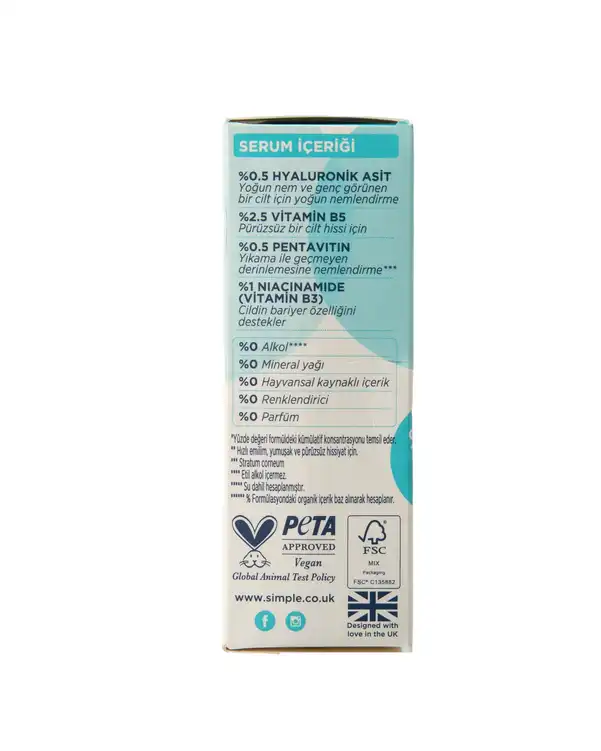 SERUM İÇERİĞİ
%0.5 HYALURONİK ASİT
Yoğun nem ve genç görünen
bir cilt için yoğun nemlendirme
%2.5 VİTAMİN B5
Pürüzsüz bir cilt hissi için
%0.5 PENTAVITIN
Yıkama ile geçmeyen
derinlemesine nemlendirme***
%1 NIACINAMIDE
(VİTAMİN B3)
Cildin bariyer özelliğini
destekler
%0 Alkol****
%0 Mineral yağı
%0 Hayvansal kaynaklı içerik
%0 Renklendirici
%0 Parfüm
*Yüzde değeri formüldeki kümülatif konsantrasyonu temsil eder.
** Hızlı emilim, yumuşak ve pürüzsüz hissiyat için.
*** Stratum corneum
**** Etil alkol içermez.
***** Su dahil hesaplanmıştır.
****** % Formülasyondaki organik içerik baz alınarak hesaplanır.
PETA
APPROVED
Vegan
Global Animal Test Policy
FSC
MIX
Packaging
FSC® C135882
www.simple.co.uk
Designed with
love in the UK